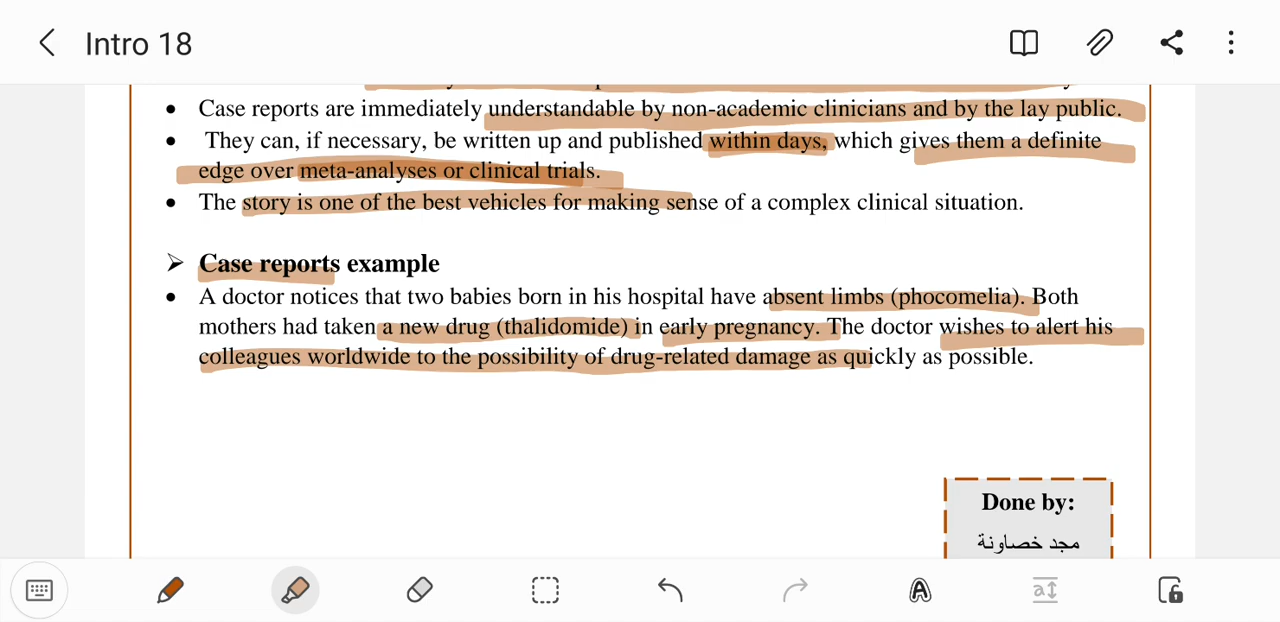 Intro 18
Case reports are immediately understandable by non-academic clinicians and by the lay public.
They can, if necessary, be written up and published within days, which gives them a definite
edge over meta-analyses or clinical trials.
The story is one of the best vehicles for making sense of a complex clinical situation.
Case reports example
A doctor notices that two babies born in his hospital have absent limbs (phocomelia). Both
mothers had taken a new drug (thalidomide) in early pregnancy. The doctor wishes to alert his
colleagues worldwide to the possibility of drug-related damage as quickly as possible.
Done by:
مجد خصاونة